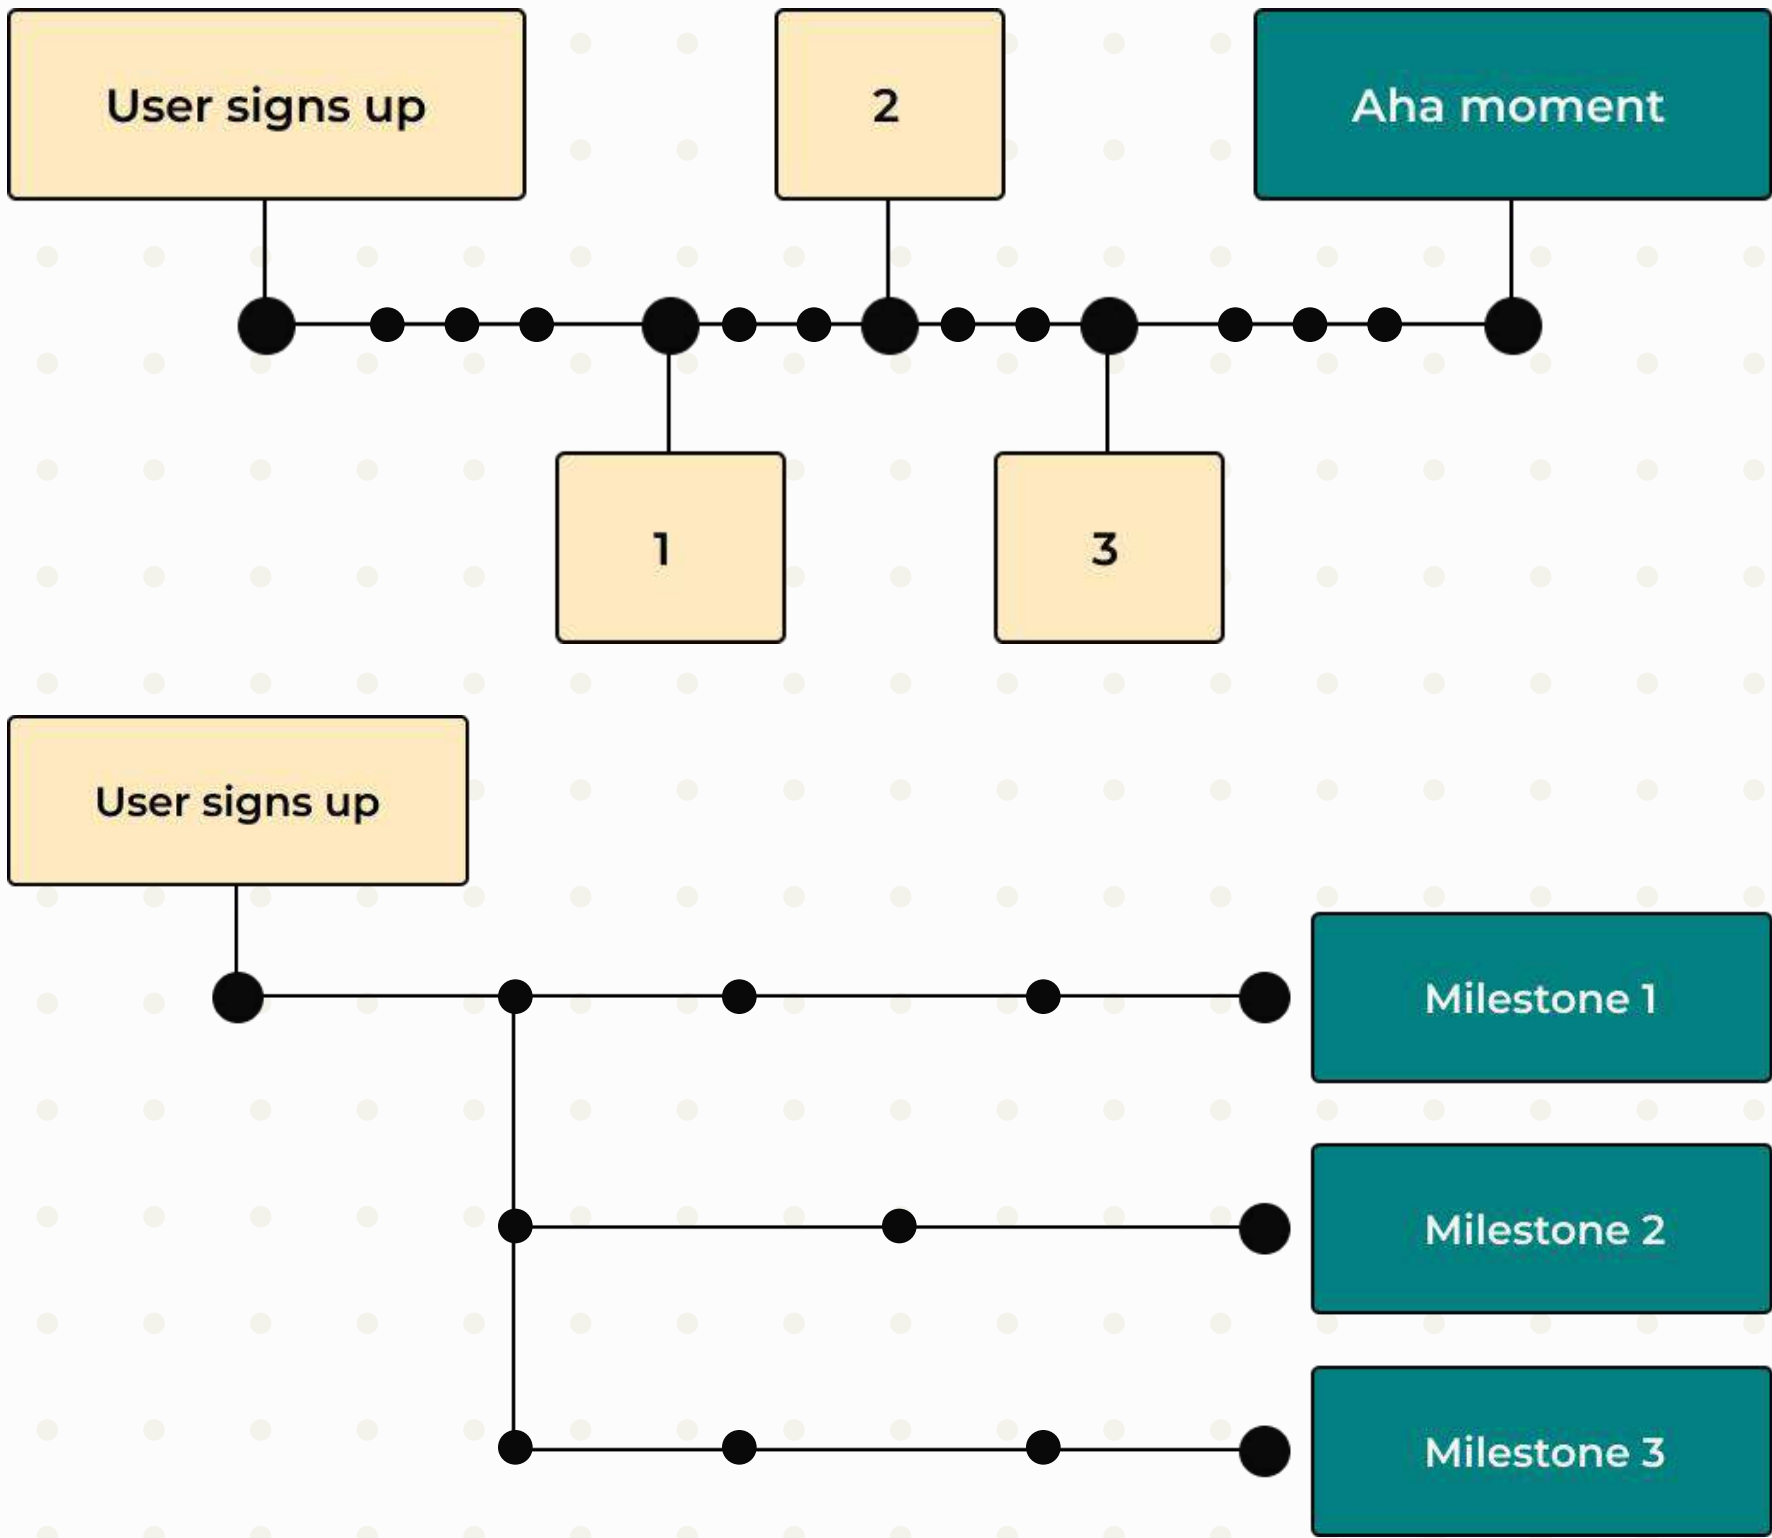 User signs up
2
Aha moment
1
3
User signs up
Milestone 1
Milestone 2
Milestone 3